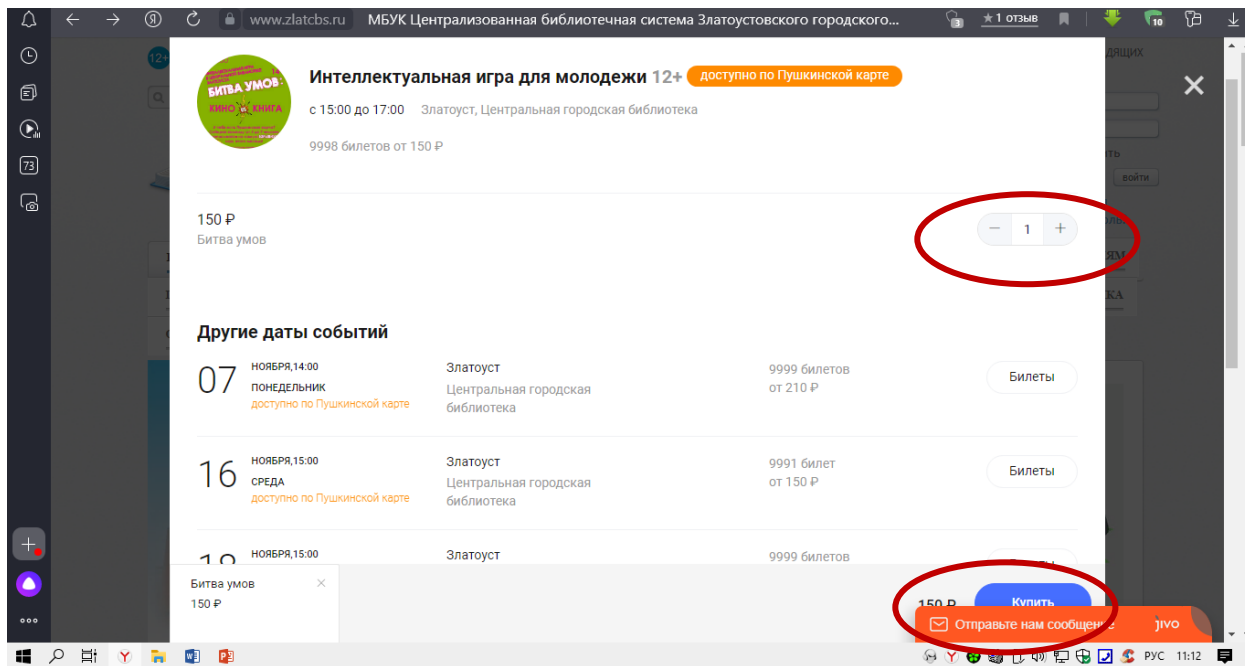 www.zlatcbs.ru МБУК Централизованная библиотечная система Златоустовского городского... 3 ★ 1 отзыв 10
12+
БИТВА УМОВ:
КИНО VS КНИГА
Интеллектуальная игра для молодежи 12+ доступно по Пушкинской карте
с 15:00 до 17:00 Златоуст, Центральная городская библиотека
9998 билетов от 150 ₽
73
войти
150 ₽
Битва умов
− 1 +
Другие даты событий
07 НОЯБРЯ,14:00
ПОНЕДЕЛЬНИК
доступно по Пушкинской карте
Златоуст
Центральная городская
библиотека
9999 билетов
от 210 ₽
Билеты
16 НОЯБРЯ,15:00
СРЕДА
доступно по Пушкинской карте
Златоуст
Центральная городская
библиотека
9991 билет
от 150 ₽
Билеты
НОЯБРЯ,15:00
Златоуст
9999 билетов
Битва умов ×
150 ₽
150 ₽
Купить
Отправьте нам сообщение jivo
РУС 11:12